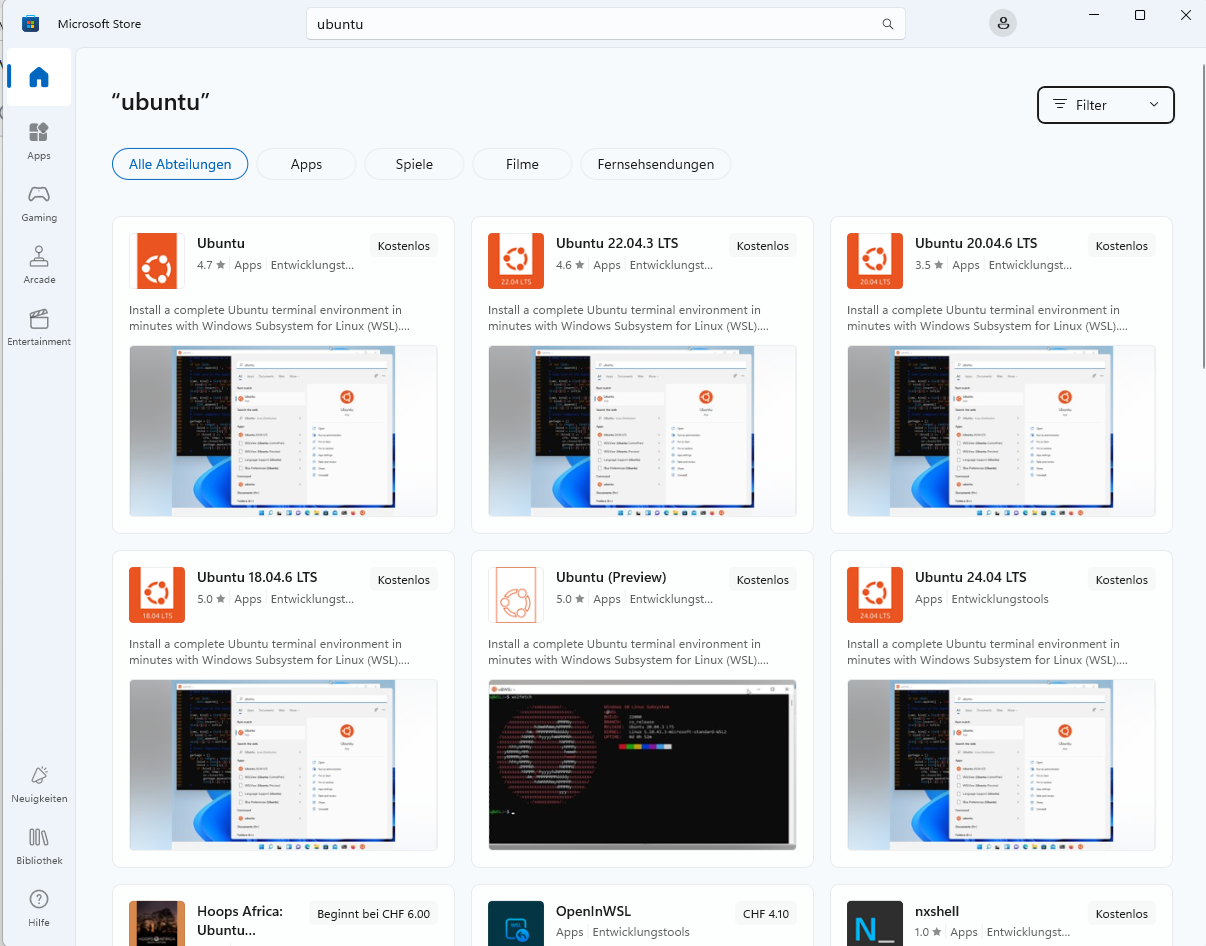 Microsoft Store
ubuntu
“ubuntu”
Filter
Alle Abteilungen
Apps
Spiele
Filme
Fernsehsendungen
Apps
Gaming
Arcade
Entertainment
Neuigkeiten
Bibliothek
Hilfe
Ubuntu
Kostenlos
4.7 ★ Apps Entwicklungst...
Install a complete Ubuntu terminal environment in
minutes with Windows Subsystem for Linux (WSL)....
Ubuntu 22.04.3 LTS
Kostenlos
4.6 ★ Apps Entwicklungst...
22.04 LTS
Install a complete Ubuntu terminal environment in
minutes with Windows Subsystem for Linux (WSL)....
Ubuntu 20.04.6 LTS
Kostenlos
3.5 ★ Apps Entwicklungst...
20.04 LTS
Install a complete Ubuntu terminal environment in
minutes with Windows Subsystem for Linux (WSL)....
Ubuntu 18.04.6 LTS
Kostenlos
5.0 ★ Apps Entwicklungst...
18.04 LTS
Install a complete Ubuntu terminal environment in
minutes with Windows Subsystem for Linux (WSL)....
Ubuntu (Preview)
Kostenlos
5.0 ★ Apps Entwicklungst...
Install a complete Ubuntu terminal environment in
minutes with Windows Subsystem for Linux (WSL)....
Ubuntu 24.04 LTS
Kostenlos
Apps Entwicklungstools
24.04 LTS
Install a complete Ubuntu terminal environment in
minutes with Windows Subsystem for Linux (WSL)....
Hoops Africa:
Ubuntu...
Beginnt bei CHF 6.00
OpenInWSL
CHF 4.10
Apps Entwicklungstools
WSL
nxshell
Kostenlos
1.0 ★ Apps Entwicklungst...
N_